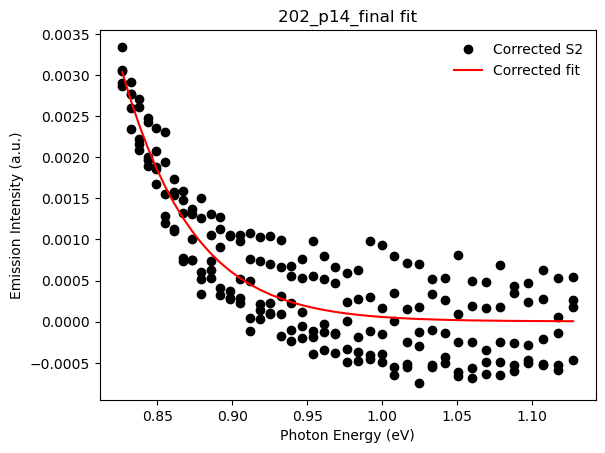 202_p14_final fit
Corrected S2
Corrected fit
Emission Intensity (a.u.)
0.0035
0.0030
0.0025
0.0020
0.0015
0.0010
0.0005
0.0000
−0.0005
0.85 0.90 0.95 1.00 1.05 1.10
Photon Energy (eV)